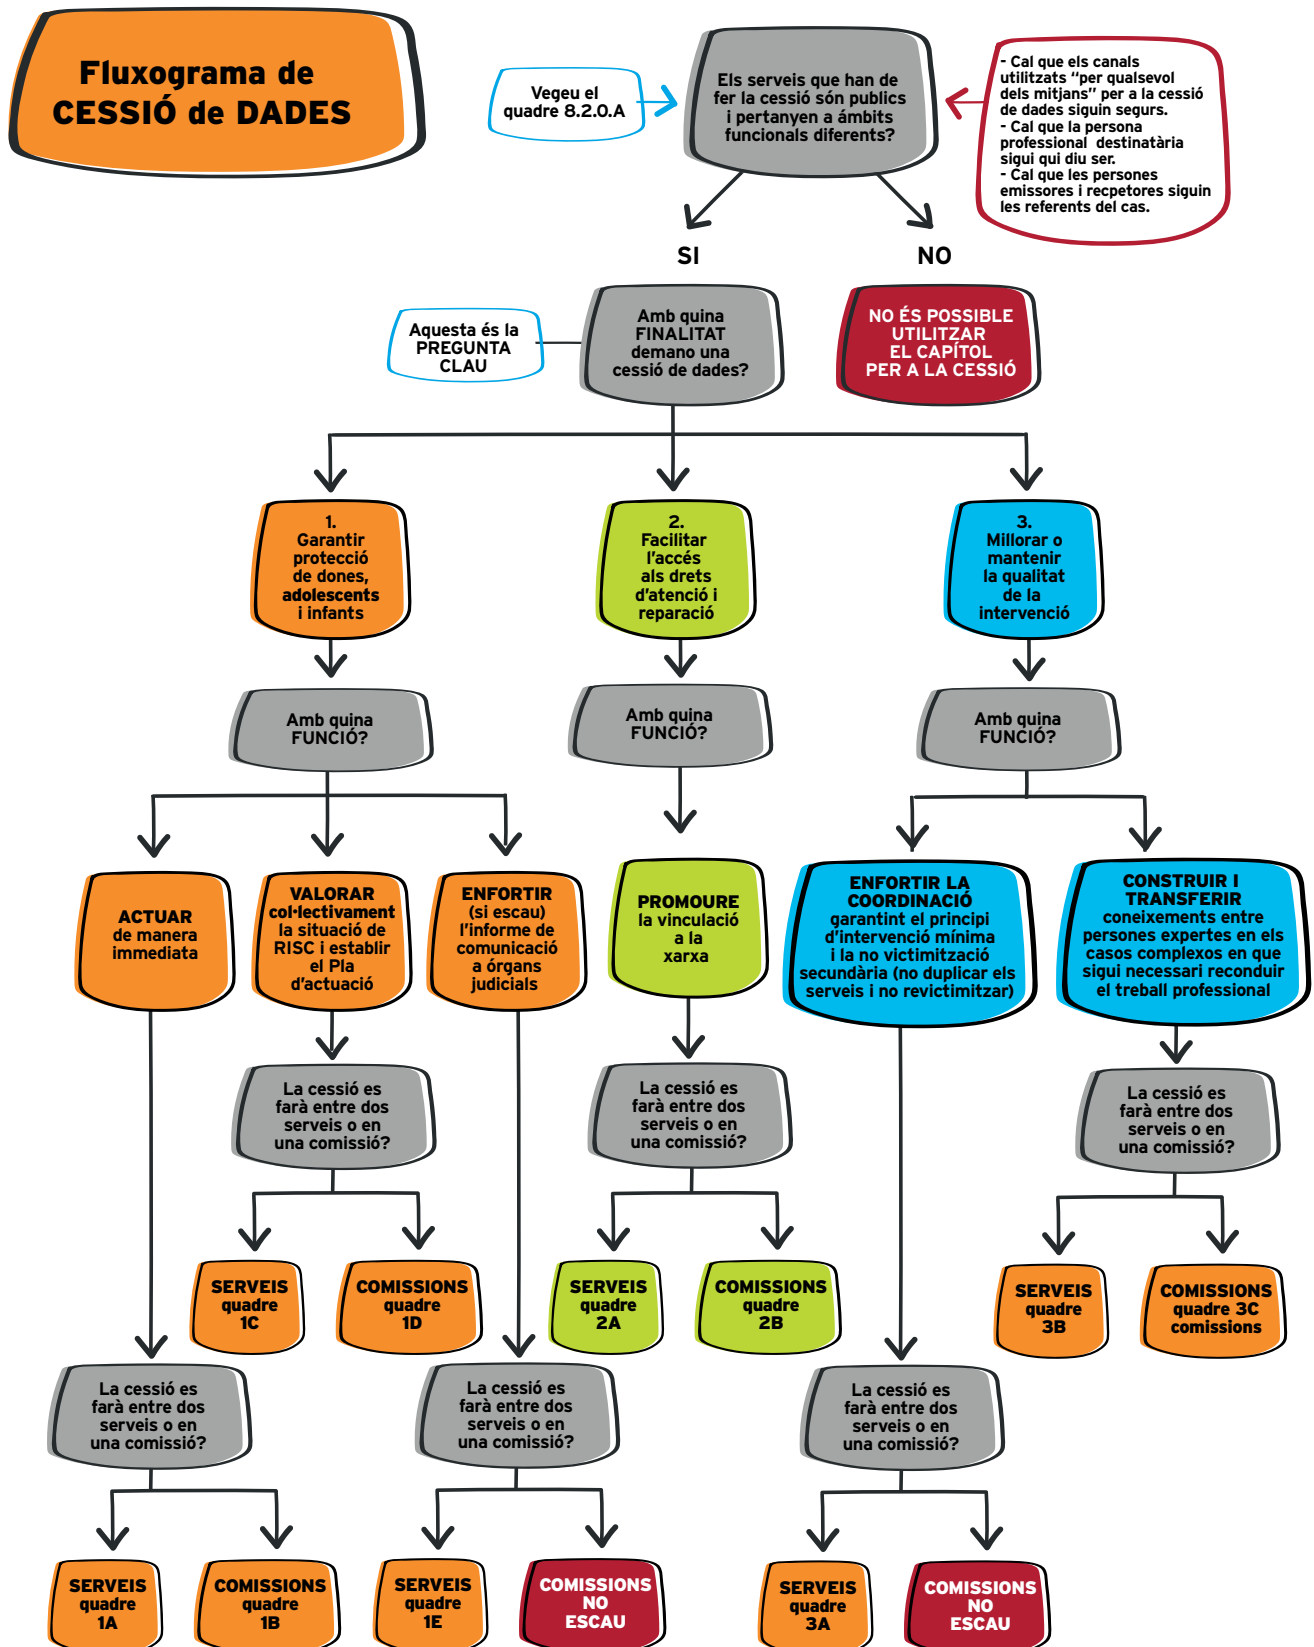 Fluxograma de
CESSIÓ de DADES
Vegeu el
quadre 8.2.0.A
Els serveis que han de
fer la cessió són publics
i pertanyen a ámbits
funcionals diferents?
- Cal que els canals
utilitzats “per qualsevol
dels mitjans” per a la cessió
de dades siguin segurs.
- Cal que la persona
professional destinatària
sigui qui diu ser.
- Cal que les persones
emissores i recpetores siguin
les referents del cas.
SI
NO
Aquesta és la
PREGUNTA
CLAU
Amb quina
FINALITAT
demano una
cessió de dades?
NO ÉS POSSIBLE
UTILITZAR
EL CAPÍTOL
PER A LA CESSIÓ
1.
Garantir
protecció
de dones,
adolescents
i infants
2.
Facilitar
l’accés
als drets
d’atenció i
reparació
3.
Millorar o
mantenir
la qualitat
de la
intervenció
Amb quina
FUNCIÓ?
Amb quina
FUNCIÓ?
Amb quina
FUNCIÓ?
ACTUAR
de manera
immediata
VALORAR
col·lectivament
la situació de
RISC i establir
el Pla
d’actuació
ENFORTIR
(si escau)
l’informe de
comunicació
a órgans
judicials
PROMOURE
la vinculació
a la
xarxa
ENFORTIR LA
COORDINACIÓ
garantint el principi
d’intervenció mínima
i la no victimització
secundària (no duplicar els
serveis i no revictimitzar)
CONSTRUIR I
TRANSFERIR
coneixements entre
persones expertes en els
casos complexos en que
sigui necessari reconduir
el treball professional
La cessió es
farà entre dos
serveis o en
una comissió?
La cessió es
farà entre dos
serveis o en
una comissió?
La cessió es
farà entre dos
serveis o en
una comissió?
SERVEIS
quadre
1C
COMISSIONS
quadre
1D
SERVEIS
quadre
2A
COMISSIONS
quadre
2B
SERVEIS
quadre
3B
COMISSIONS
quadre 3C
comissions
La cessió es
farà entre dos
serveis o en
una comissió?
La cessió es
farà entre dos
serveis o en
una comissió?
La cessió es
farà entre dos
serveis o en
una comissió?
SERVEIS
quadre
1A
COMISSIONS
quadre
1B
SERVEIS
quadre
1E
COMISSIONS
NO
ESCAU
SERVEIS
quadre
3A
COMISSIONS
NO
ESCAU